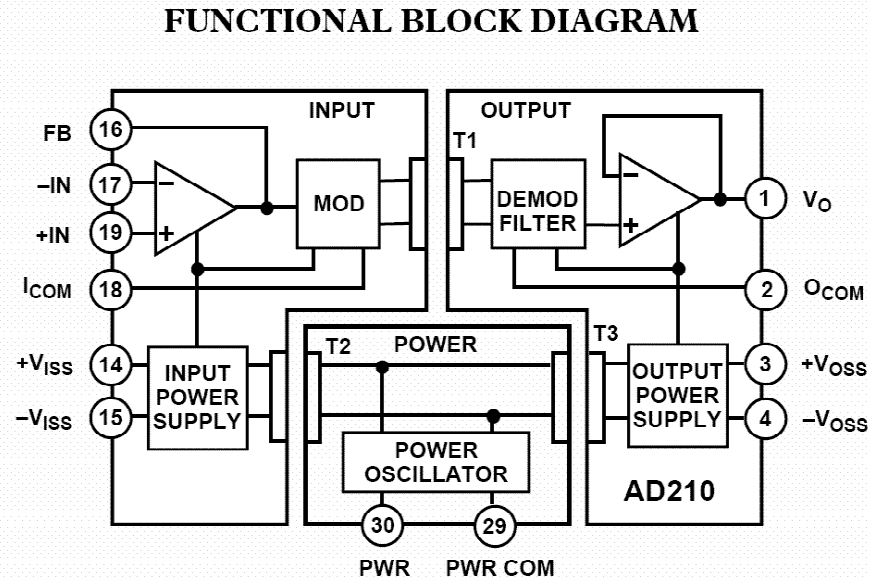 FUNCTIONAL BLOCK DIAGRAM
INPUT
OUTPUT
FB 16
T1
–IN 17
–
MOD
DEMOD
FILTER
–
1 VO
+IN 19
+
+
ICOM 18
2 OCOM
+VISS 14
INPUT
POWER
SUPPLY
–VISS 15
T2
POWER
T3
OUTPUT
POWER
SUPPLY
3 +VOSS
4 –VOSS
POWER
OSCILLATOR
AD210
30
29
PWR
PWR COM